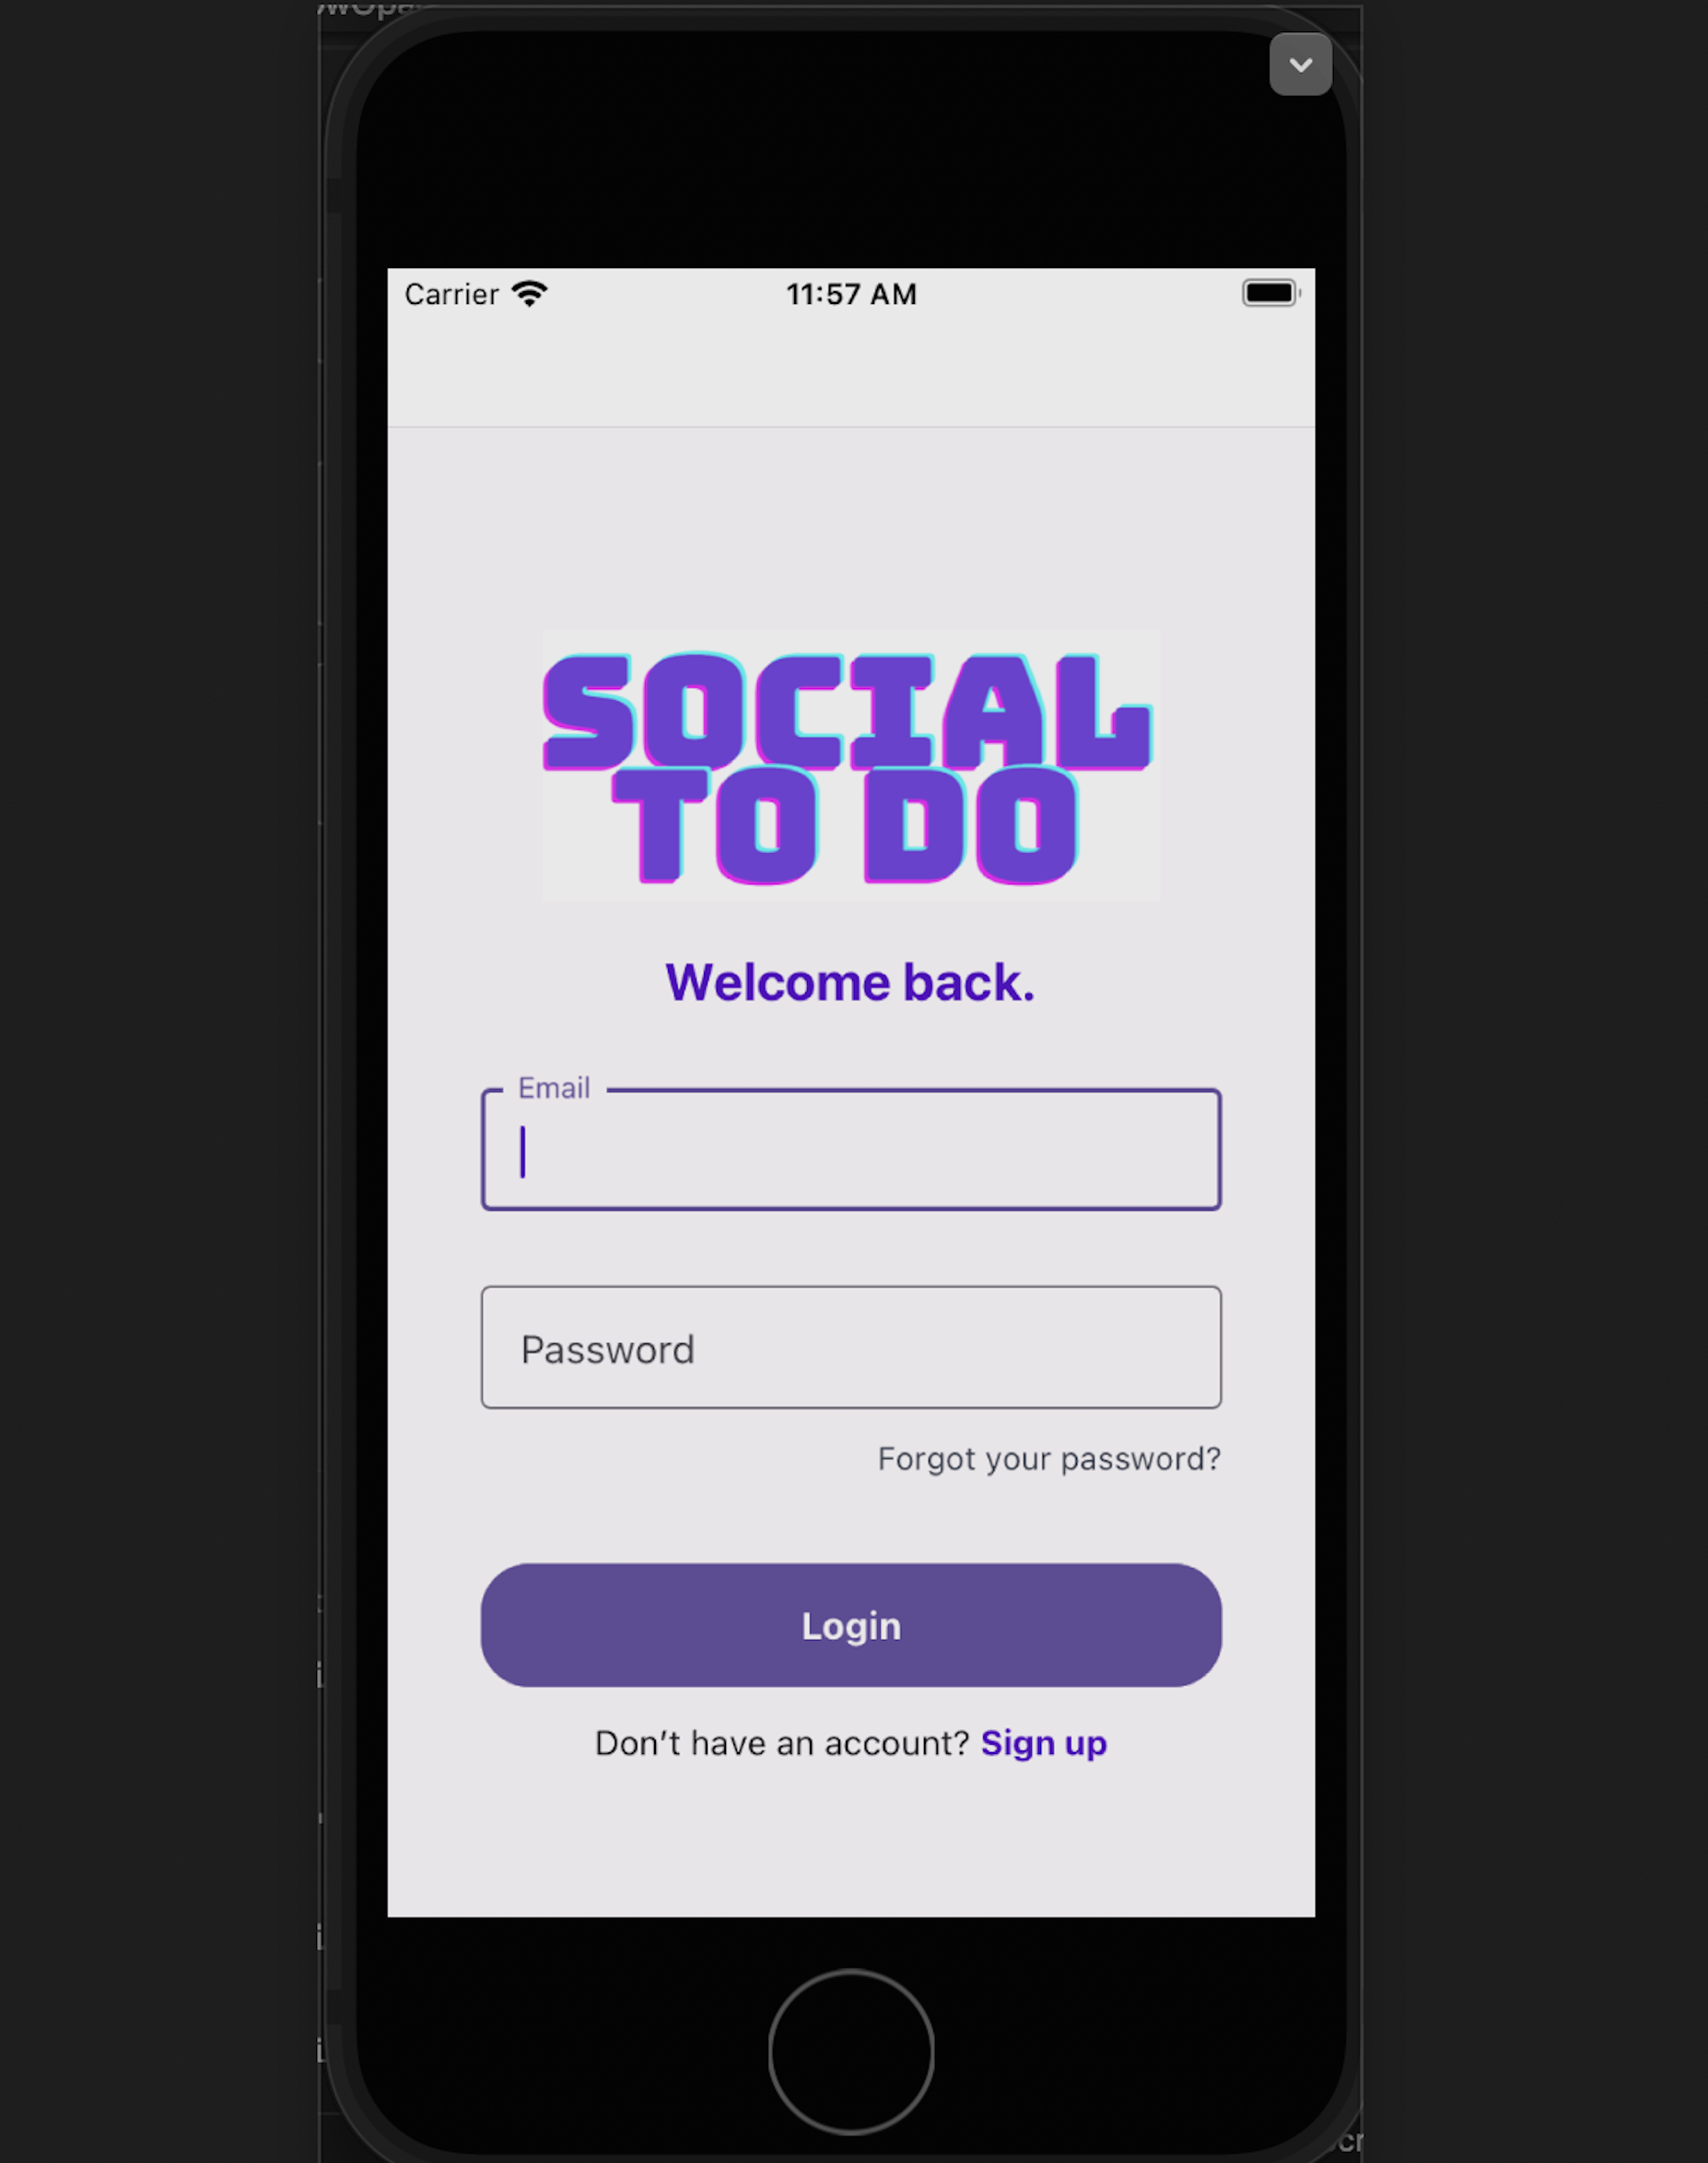 Carrier 11:57 AM
SOCIAL
TO DO
Welcome back.
Email
Password
Forgot your password?
Login
Don't have an account? Sign up